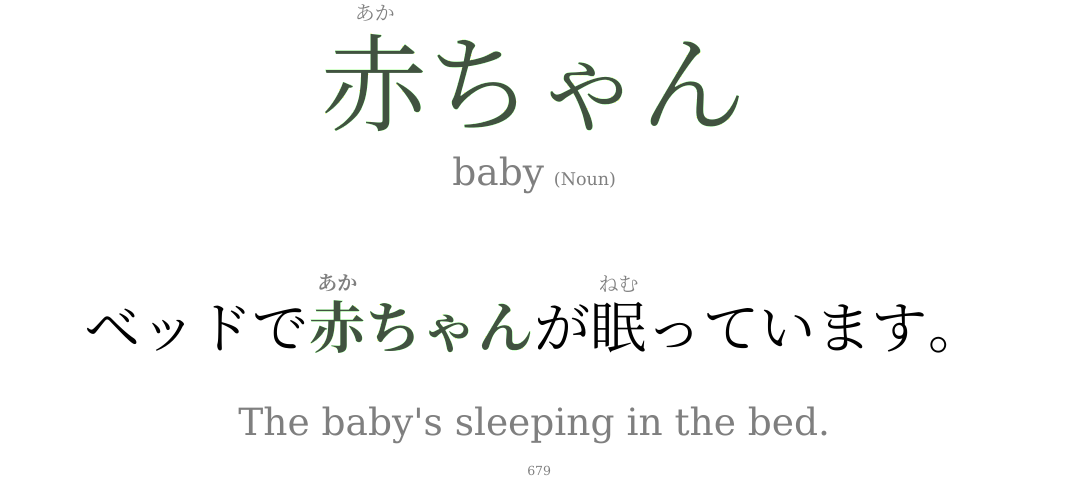 あか
赤ちゃん
baby (Noun)
あか ねむ
ベッドで赤ちゃんが眠っています。
The baby's sleeping in the bed.
679